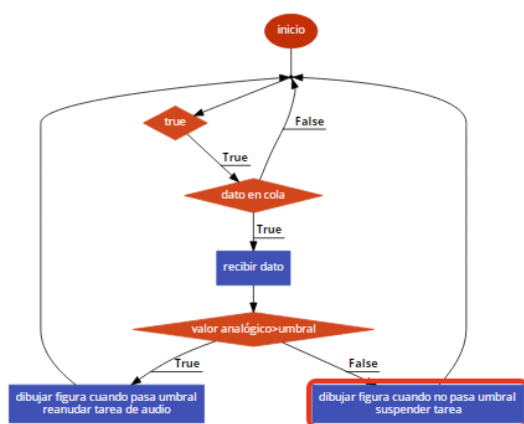 inicio
true
False
True
dato en cola
True
recibir dato
valor analógico>umbral
True
False
dibujar figura cuando pasa umbral
reanudar tarea de audio
dibujar figura cuando no pasa umbral
suspender tarea